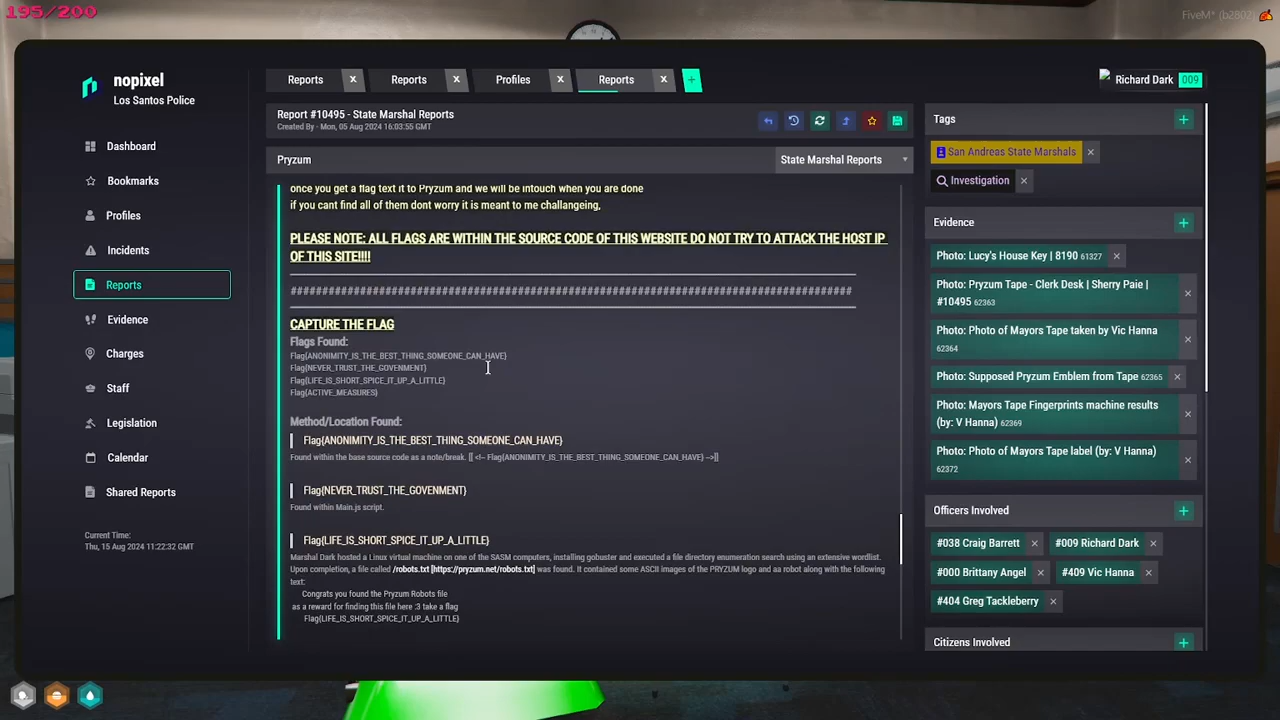 195/200
FiveM* (b2802)
nopixel
Los Santos Police
Reports x
Reports x
Profiles x
Reports x
+
Richard Dark 009
Dashboard
Bookmarks
Profiles
Incidents
Reports
Evidence
Charges
Staff
Legislation
Calendar
Shared Reports
Current Time:
Thu, 15 Aug 2024 11:22:32 GMT
Report #10495 - State Marshal Reports
Created By - Mon, 05 Aug 2024 16:03:55 GMT
Pryzum
State Marshal Reports
once you get a flag text it to Pryzum and we will be intouch when you are done
if you cant find all of them dont worry it is meant to me challangeing,
PLEASE NOTE: ALL FLAGS ARE WITHIN THE SOURCE CODE OF THIS WEBSITE DO NOT TRY TO ATTACK THE HOST IP
OF THIS SITE!!!!
##########################################################################################
CAPTURE THE FLAG
Flags Found:
Flag{ANONIMITY_IS_THE_BEST_THING_SOMEONE_CAN_HAVE}
Flag{NEVER_TRUST_THE_GOVENMENT}
Flag{LIFE_IS_SHORT_SPICE_IT_UP_A_LITTLE}
Flag{ACTIVE_MEASURES}
Method/Location Found:
Flag{ANONIMITY_IS_THE_BEST_THING_SOMEONE_CAN_HAVE}
Found within the base source code as a note/break. [[ <!-- Flag{ANONIMITY_IS_THE_BEST_THING_SOMEONE_CAN_HAVE} -->]]
Flag{NEVER_TRUST_THE_GOVENMENT}
Found within Main.js script.
Flag{LIFE_IS_SHORT_SPICE_IT_UP_A_LITTLE}
Marshal Dark hosted a Linux virtual machine on one of the SASM computers, installing gobuster and executed a file directory enumeration search using an extensive wordlist.
Upon completion, a file called /robots.txt [https://pryzum.net/robots.txt] was found. It contained some ASCII images of the PRYZUM logo and aa robot along with the following
text:
Congrats you found the Pryzum Robots file
as a reward for finding this file here :3 take a flag
Flag{LIFE_IS_SHORT_SPICE_IT_UP_A_LITTLE}
Tags +
San Andreas State Marshals x
Investigation x
Evidence +
Photo: Lucy's House Key | 8190 61327 x
Photo: Pryzum Tape - Clerk Desk | Sherry Paie |
#10495 62363 x
Photo: Photo of Mayors Tape taken by Vic Hanna
62364 x
Photo: Supposed Pryzum Emblem from Tape 62365 x
Photo: Mayors Tape Fingerprints machine results
(by: V Hanna) 62369 x
Photo: Photo of Mayors Tape label (by: V Hanna)
62372 x
Officers Involved +
#038 Craig Barrett x #009 Richard Dark x
#000 Brittany Angel x #409 Vic Hanna x
#404 Greg Tackleberry x
Citizens Involved +